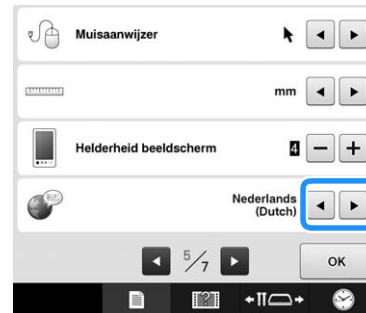 Muisaanwijzer
mm
Helderheid beeldscherm 4
Nederlands
(Dutch)
5/7
OK